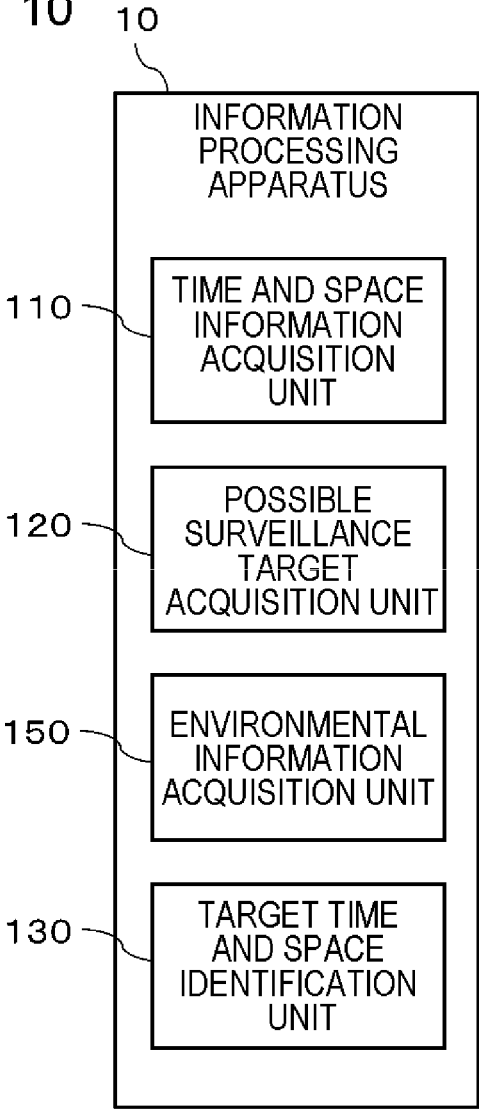 10
10
INFORMATION
PROCESSING
APPARATUS
110
TIME AND SPACE
INFORMATION
ACQUISITION
UNIT
120
POSSIBLE
SURVEILLANCE
TARGET
ACQUISITION UNIT
150
ENVIRONMENTAL
INFORMATION
ACQUISITION UNIT
130
TARGET TIME
AND SPACE
IDENTIFICATION
UNIT